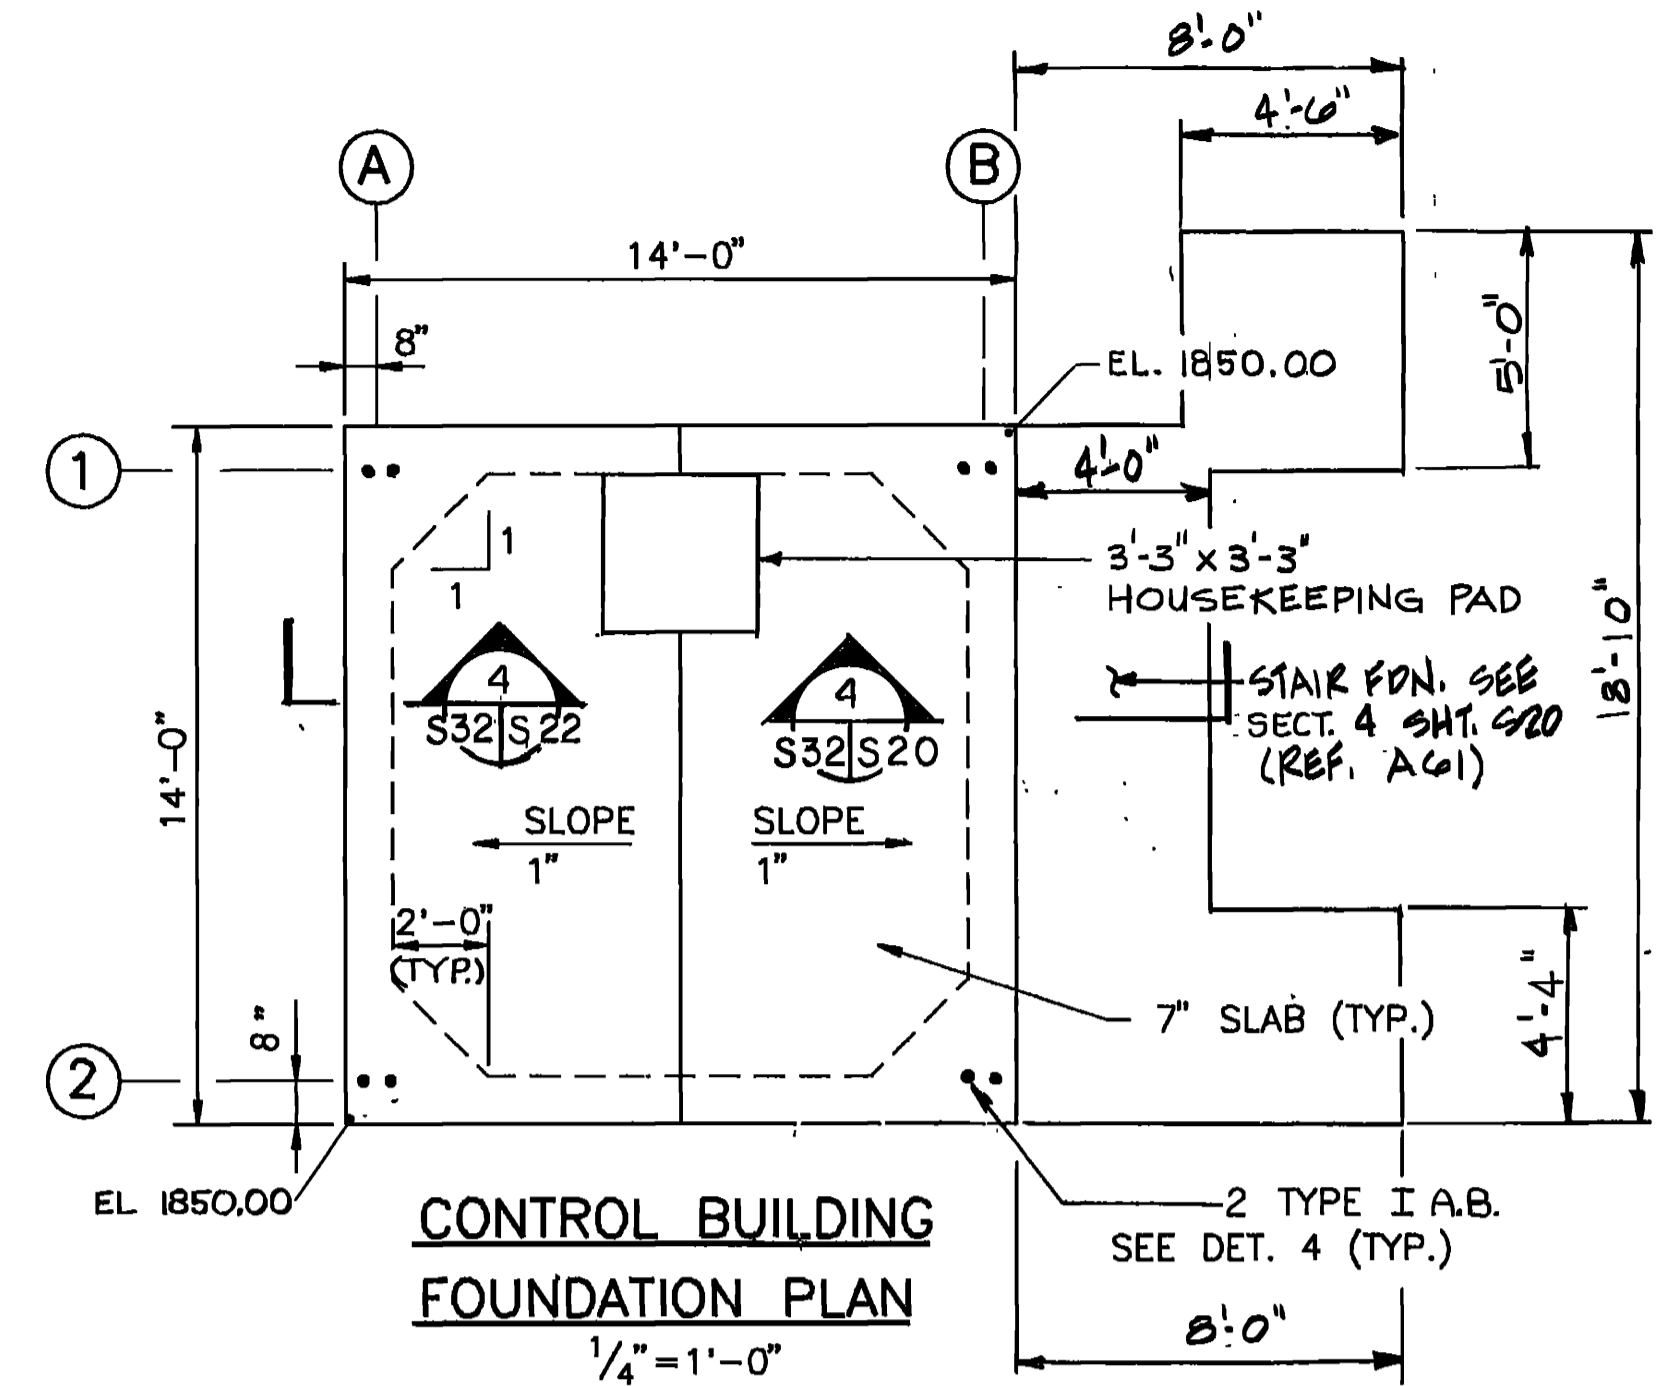 8'-0"
4'-6"
A
B
14'-0"
8"
EL. 1850.00
5'-0"
1
4'-0"
1
1
3'-3" x 3'-3"
HOUSEKEEPING PAD
18'-10"
4
S32 S22
4
S32 S20
STAIR FDN. SEE
SECT. 4 SHT. S20
(REF. A61)
14'-0"
SLOPE
1"
SLOPE
1"
2'-0"
(TYP.)
7" SLAB (TYP.)
4'-4"
8"
2
EL 1850.00
2 TYPE I A.B.
SEE DET. 4 (TYP.)
CONTROL BUILDING
FOUNDATION PLAN
1/4"=1'-0"
8'-0"